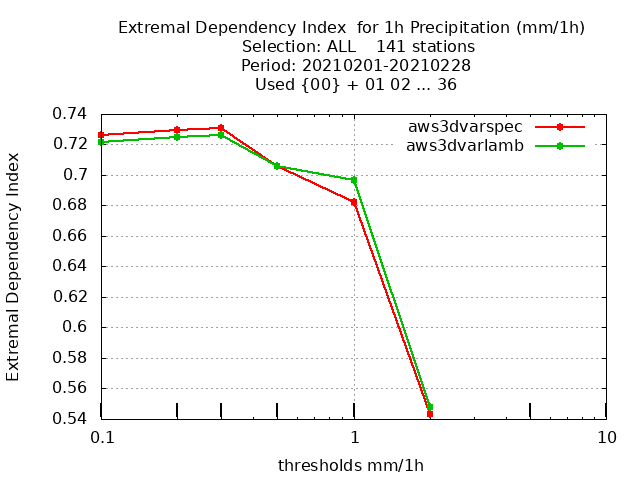 Extremal Dependency Index  for 1h Precipitation (mm/1h)
Selection: ALL    141 stations
Period: 20210201-20210228
Used {00} + 01 02 ... 36
aws3dvarspec
aws3dvarlamb
0.74
0.72
0.7
0.68
0.66
0.64
0.62
0.6
0.58
0.56
0.54
Extremal Dependency Index
0.1
1
10
thresholds mm/1h